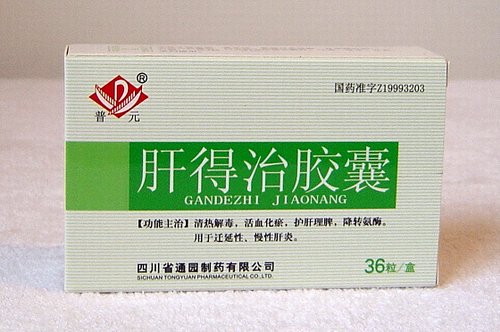 ®
普 元
国药准字Z19993203
肝得治胶囊
GANDEZHI JIAONANG
【功能主治】清热解毒，活血化瘀，护肝理脾，降转氨酶。
用于迁延性、慢性肝炎。
四川省通园制药有限公司
SICHUAN TONGYUAN PHARMACEUTICAL CO.,LTD.
36粒/盒